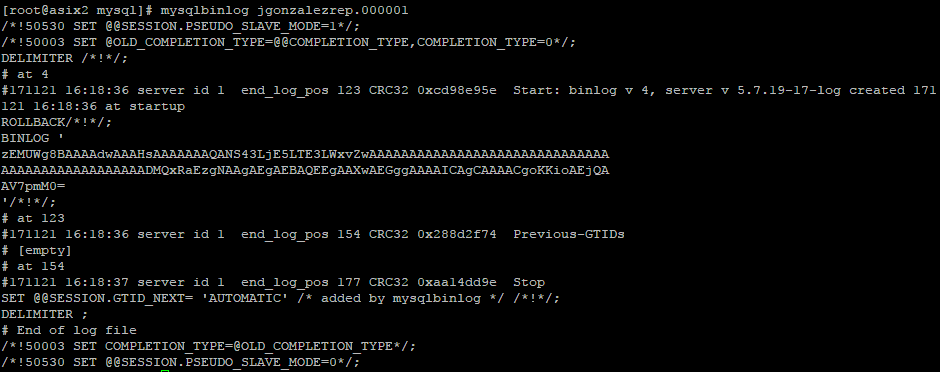 [root@asix2 mysql]# mysqlbinlog jgonzalezrep.000001
/*!50530 SET @@SESSION.PSEUDO_SLAVE_MODE=1*/;
/*!50003 SET @OLD_COMPLETION_TYPE=@@COMPLETION_TYPE,COMPLETION_TYPE=0*/;
DELIMITER /*!*/;
# at 4
#171121 16:18:36 server id 1  end_log_pos 123 CRC32 0xcd98e95e  Start: binlog v 4, server v 5.7.19-17-log created 171
121 16:18:36 at startup
ROLLBACK/*!*/;
BINLOG '
zEMUWg8BAAAAdwAAAHsAAAAAAAQANS43LjE5LTE3LWxvZwAAAAAAAAAAAAAAAAAAAAAAAAAAAAAA
AAAAAAAAAAAAAAAAAADMQxRaEzgNAAgAEgAEBAQEEgAAXwAEGggAAAAICAgCAAAACgoKKioAEjQA
AV7pmM0=
'/*!*/;
# at 123
#171121 16:18:36 server id 1  end_log_pos 154 CRC32 0x288d2f74  Previous-GTIDs
# [empty]
# at 154
#171121 16:18:37 server id 1  end_log_pos 177 CRC32 0xaa14dd9e  Stop
SET @@SESSION.GTID_NEXT= 'AUTOMATIC' /* added by mysqlbinlog */ /*!*/;
DELIMITER ;
# End of log file
/*!50003 SET COMPLETION_TYPE=@OLD_COMPLETION_TYPE*/;
/*!50530 SET @@SESSION.PSEUDO_SLAVE_MODE=0*/;